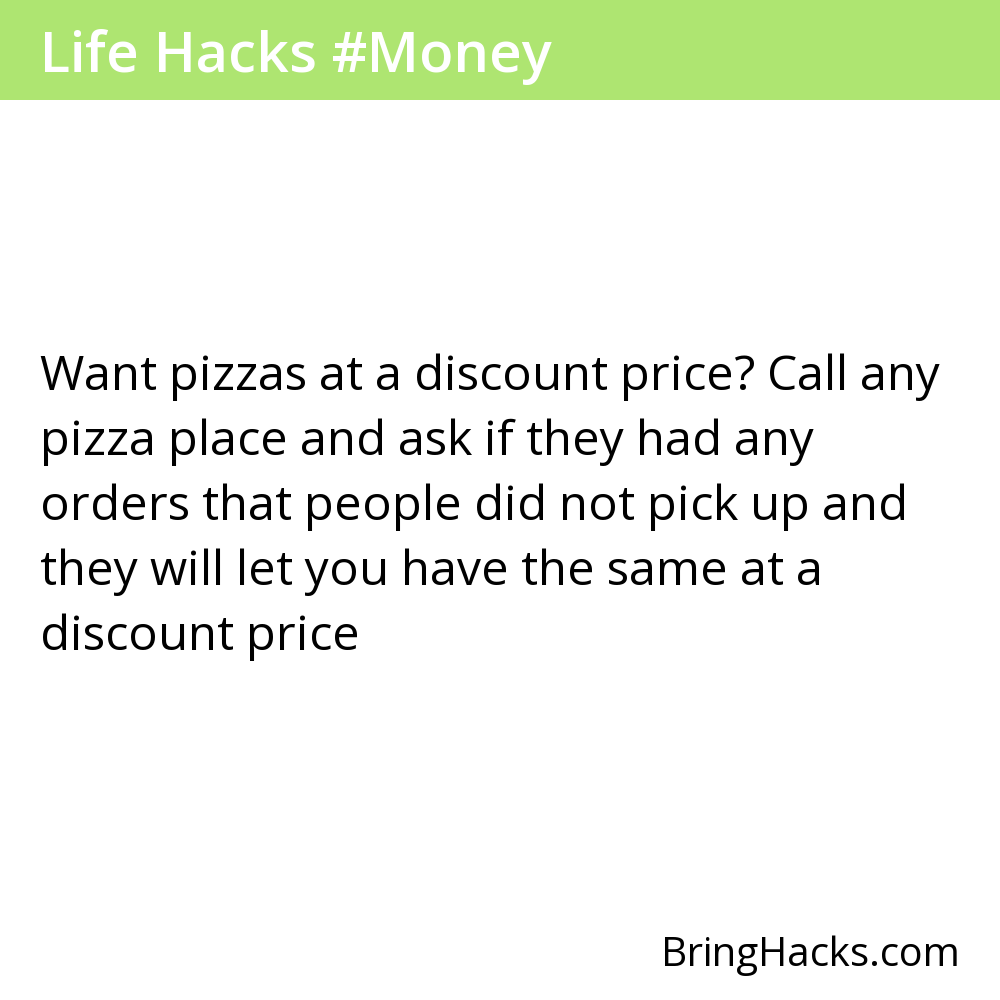 Life Hacks #Money
Want pizzas at a discount price? Call any
pizza place and ask if they had any
orders that people did not pick up and
they will let you have the same at a
discount price
BringHacks.com